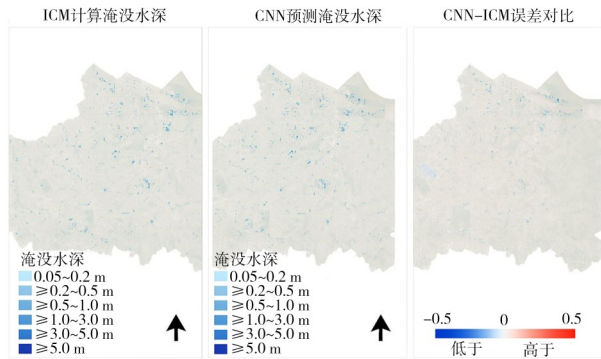 ICM计算淹没水深
CNN预测淹没水深
CNN-ICM误差对比
淹没水深
0.05~0.2 m
≥0.2~0.5 m
≥0.5~1.0 m
≥1.0~3.0 m
≥3.0~5.0 m
≥5.0 m
淹没水深
0.05~0.2 m
≥0.2~0.5 m
≥0.5~1.0 m
≥1.0~3.0 m
≥3.0~5.0 m
≥5.0 m
-0.5 0 0.5
低于 高于